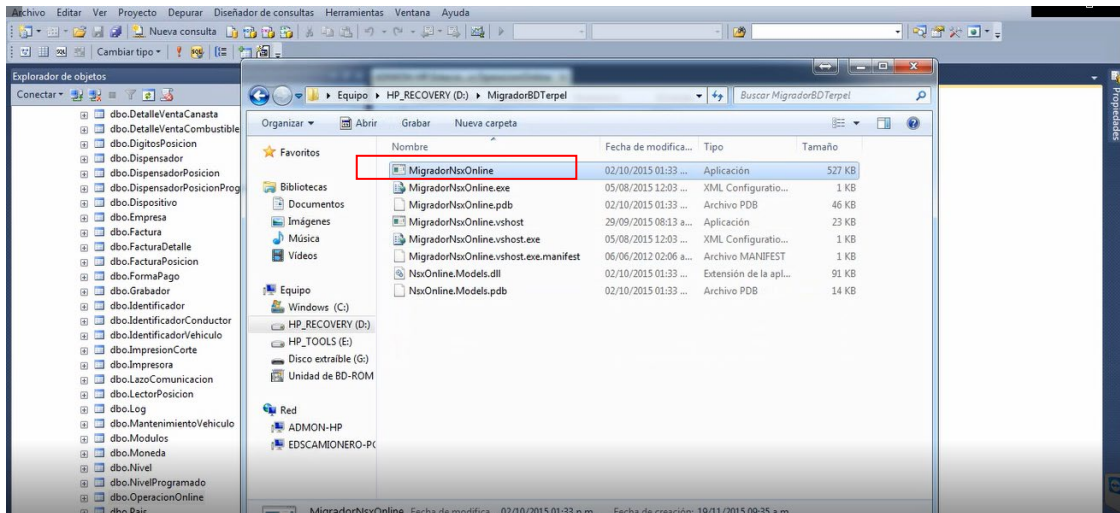 Archivo Editar Ver Proyecto Depurar Diseñador de consultas Herramientas Ventana Ayuda
Nueva consulta
Cambiar tipo
Explorador de objetos
Conectar
dbo.DetalleVentaCanasta
dbo.DetalleVentaCombustible
dbo.DigitosPosicion
dbo.Dispensador
dbo.DispensadorPosicion
dbo.DispensadorPosicionProg
dbo.Dispositivo
dbo.Empresa
dbo.Factura
dbo.FacturaDetalle
dbo.FacturaPosicion
dbo.FormaPago
dbo.Grabador
dbo.Identificador
dbo.IdentificadorConductor
dbo.IdentificadorVehiculo
dbo.ImpresionCorte
dbo.Impresora
dbo.LazoComunicacion
dbo.LectorPosicion
dbo.Log
dbo.MantenimientoVehiculo
dbo.Modulos
dbo.Moneda
dbo.Nivel
dbo.NivelProgramado
dbo.OperacionOnline
dbo.Pais
Equipo HP_RECOVERY (D:) MigradorBDTerpel
Buscar MigradorBDTerpel
Organizar Abrir Grabar Nueva carpeta
Favoritos
Bibliotecas
Documentos
Imágenes
Música
Vídeos
Equipo
Windows (C:)
HP_RECOVERY (D:)
HP_TOOLS (E:)
Disco extraíble (G:)
Unidad de BD-ROM
Red
ADMON-HP
EDSCAMIONERO-PC
Nombre Fecha de modifica... Tipo Tamaño
MigradorNsxOnline 02/10/2015 01:33 ... Aplicación 527 KB
MigradorNsxOnline.exe 05/08/2015 12:03 ... XML Configuratio... 1 KB
MigradorNsxOnline.pdb 02/10/2015 01:33 ... Archivo PDB 46 KB
MigradorNsxOnline.vshost 29/09/2015 08:13 a... Aplicación 23 KB
MigradorNsxOnline.vshost.exe 05/08/2015 12:03 ... XML Configuratio... 1 KB
MigradorNsxOnline.vshost.exe.manifest 06/06/2012 02:06 a... Archivo MANIFEST 1 KB
NsxOnline.Models.dll 02/10/2015 01:33 ... Extensión de la apl... 91 KB
NsxOnline.Models.pdb 02/10/2015 01:33 ... Archivo PDB 14 KB
MigradorNsxOnline Fecha de modifica... 02/10/2015 01:33 p.m. Fecha de creación: 19/11/2015 09:35 a.m.
Propiedades